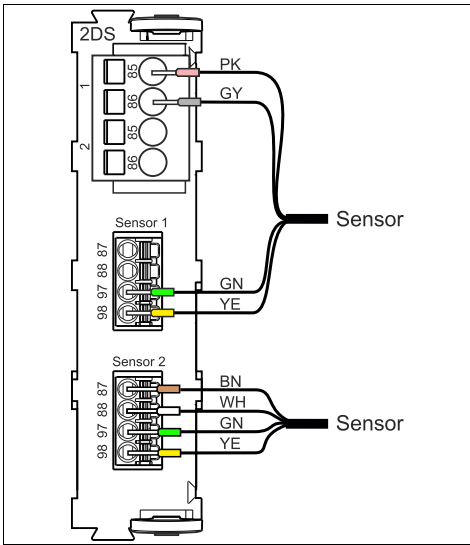 2DS
1
85
PK
86
GY
2
85
86
Sensor
Sensor 1
87
88
97
GN
98
YE
Sensor 2
87
BN
88
WH
97
GN
Sensor
98
YE